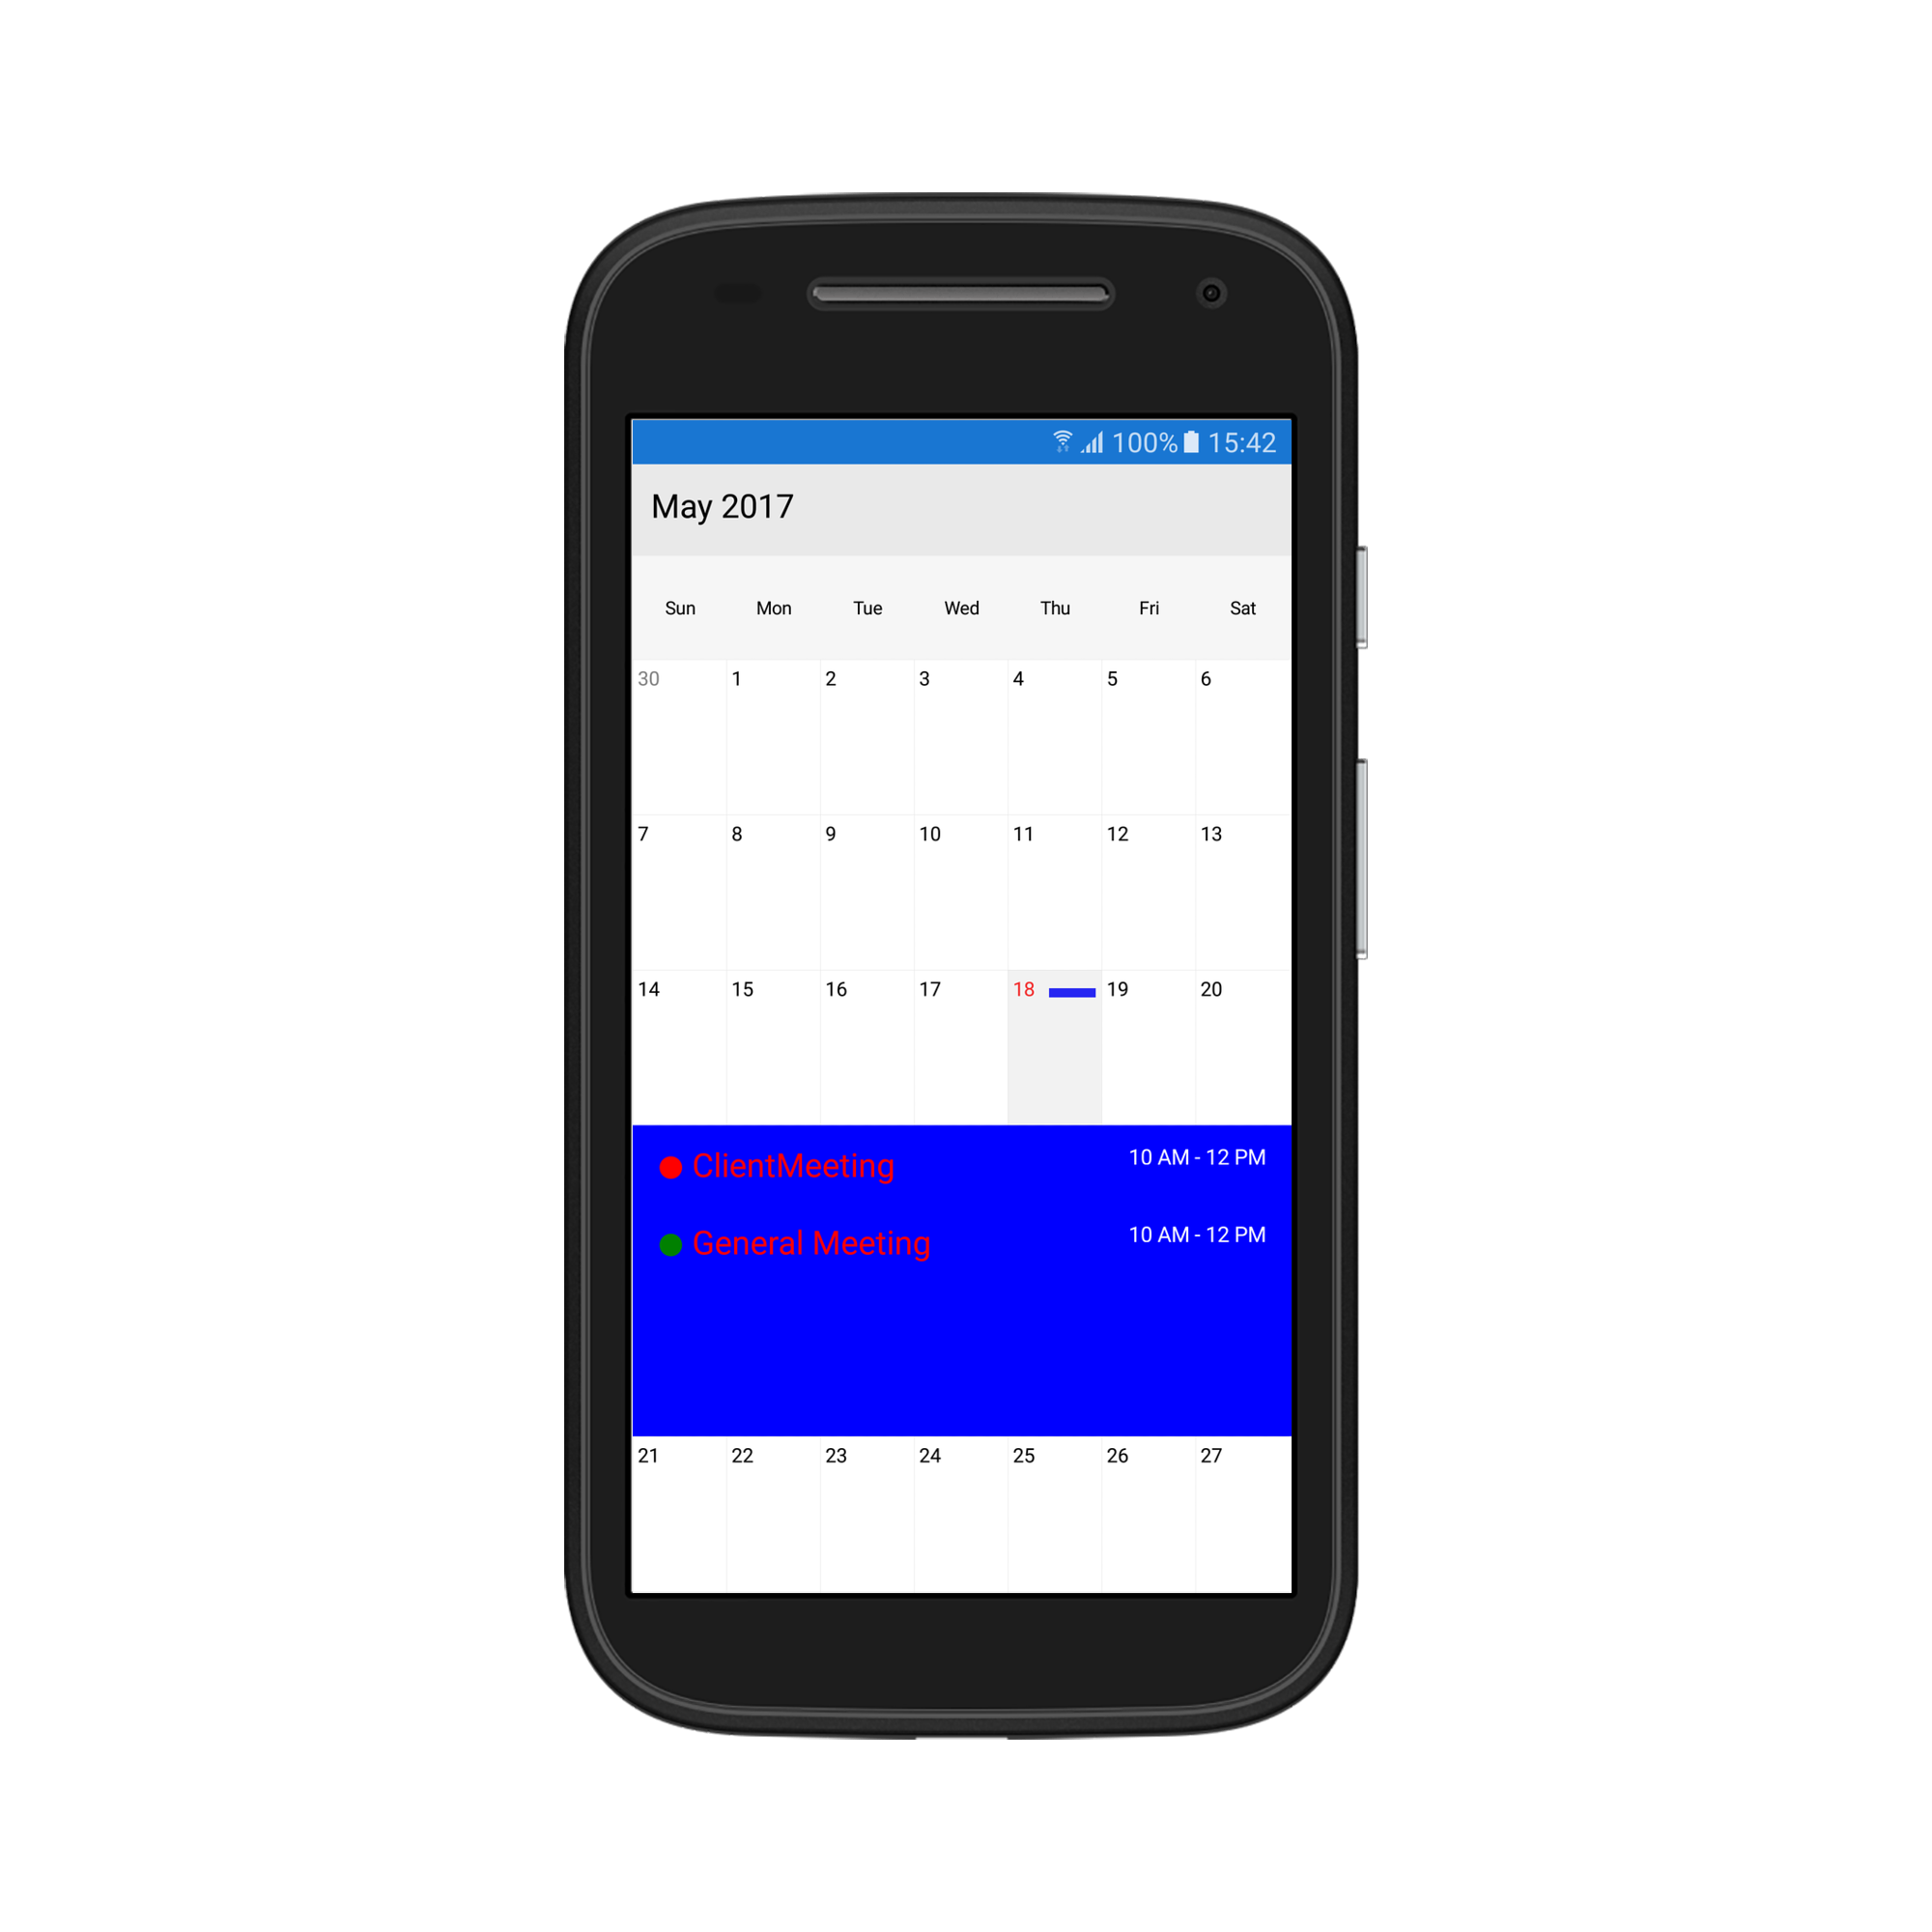 100% 15:42
May 2017
Sun Mon Tue Wed Thu Fri Sat
30 1 2 3 4 5 6
7 8 9 10 11 12 13
14 15 16 17 18 19 20
ClientMeeting 10 AM - 12 PM
General Meeting 10 AM - 12 PM
21 22 23 24 25 26 27